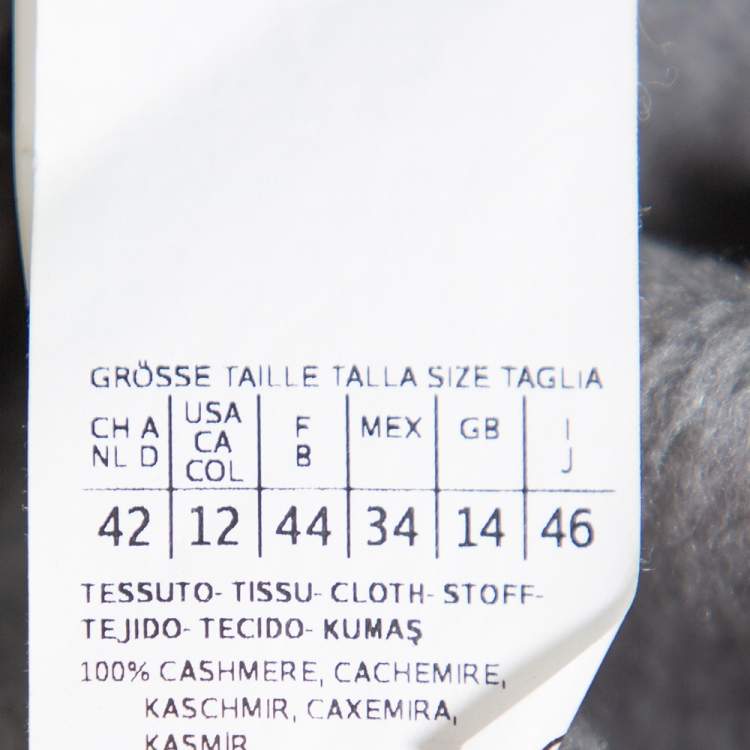 GRÖSSE TAILLE TALLA SIZE TAGLIA
CH A NL D USA CA COL F B MEX GB I J
42 12 44 34 14 46
TESSUTO- TISSU- CLOTH- STOFF-
TEJIDO- TECIDO- KUMAŞ
100% CASHMERE, CACHEMIRE,
KASCHMIR, CAXEMIRA,
KASMİR